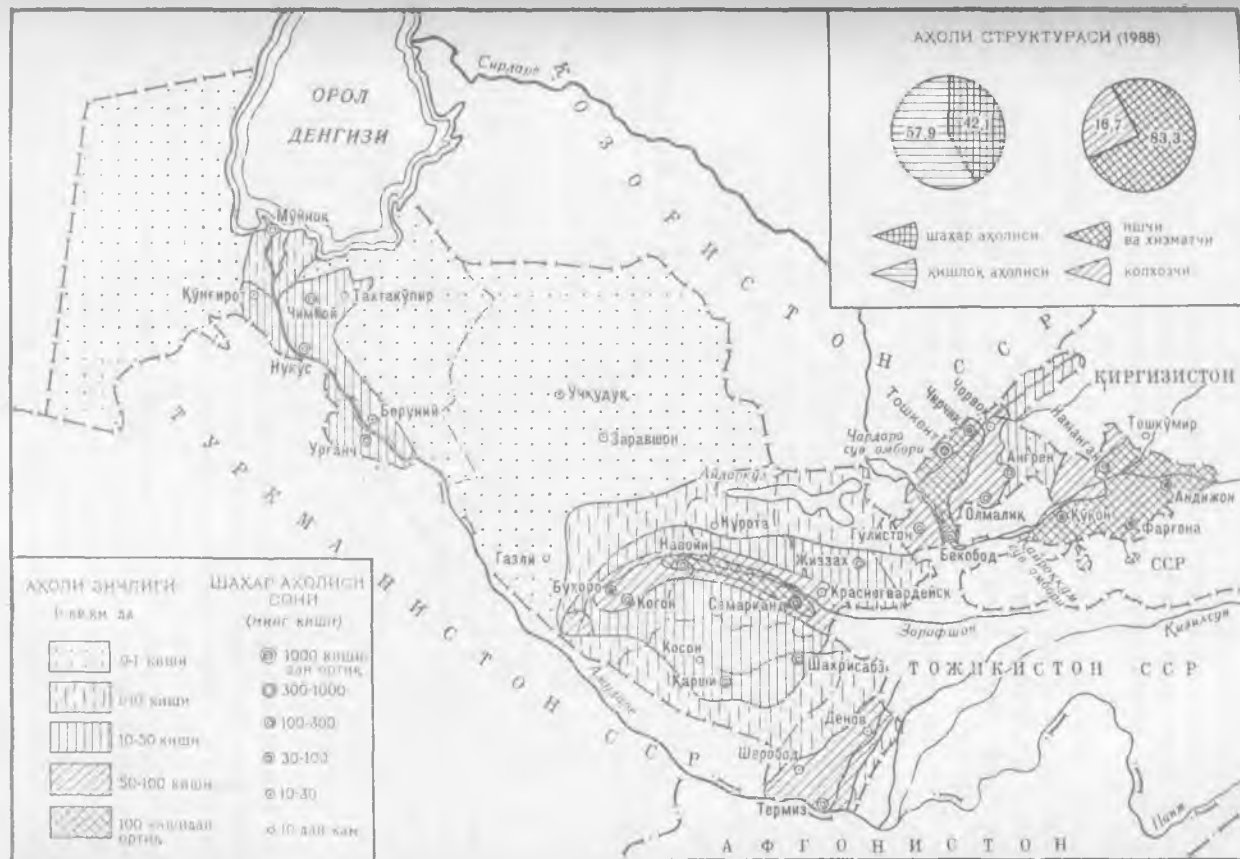 АҲОЛИ СТРУКТУРАСИ (1988)
57,9
42,1
16,7
83,3
шаҳар аҳолиси
қишлоқ аҳолиси
ишчи
ва хизматчи
колхозчи
ОРОЛ
ДЕНГИЗИ
Сирдарё
ҚОЗОҒИСТОН ССР
Мўйноқ
Қўнғирот
Тахтакўпир
Чимбой
Нукус
Беруний
Урганч
Учқудуқ
Зарафшон
ТУРКМАНИСТОН ССР
ҚИРҒИЗИСТОН
ССР
Чорвоқ
Чирчиқ
Тошкент
Наманган
Тошкўмир
Чардара
сув омбори
Ангрен
Андижон
Олмалиқ
Қўқон
Фарғона
Гулистон
Бекобод
Қайроққум
сув омбори
Айдаркўл
Нурота
Навоий
Жиззах
Газли
Бухоро
Когон
Самарқанд
Красногвардейск
Зарафшон
Қизилсув
Косон
Шаҳрисабз
Қарши
ТОЖИКИСТОН ССР
Амударё
Денов
Шеробод
Термиз
Панж
АФҒОНИСТОН
АҲОЛИ ЗИЧЛИГИ
1 кв.км да
0-1 киши
1-10 киши
10-50 киши
50-100 киши
100 кишидан
ортиқ
ШАҲАР АҲОЛИСИ
СОНИ
(минг киши)
1000 киши-
дан ортиқ
300-1000
100-300
30-100
10-30
10 дан кам